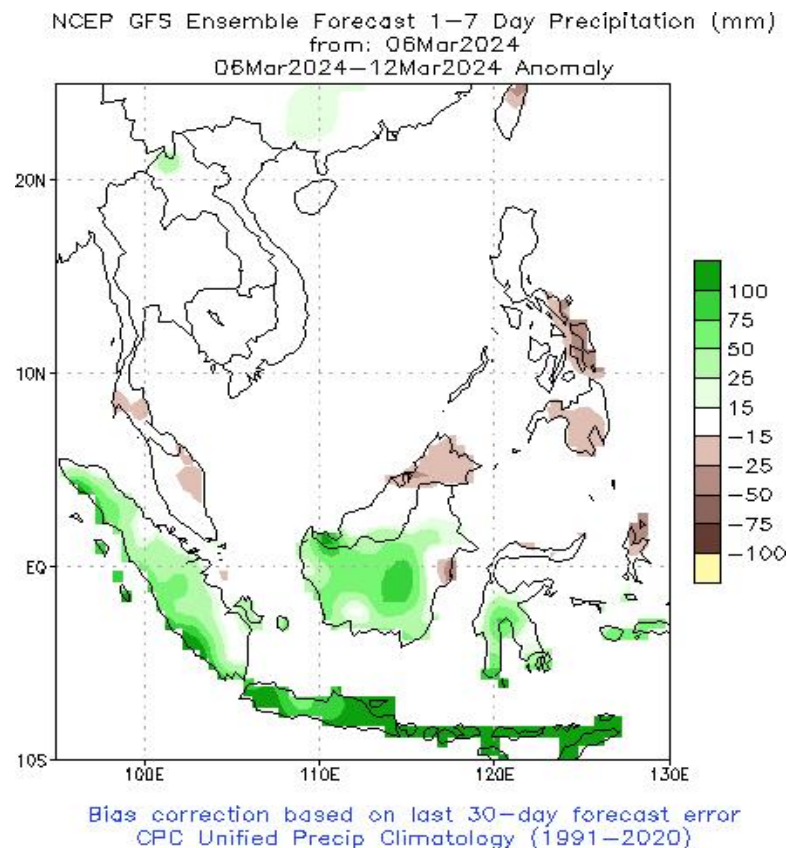 NCEP GFS Ensemble Forecast 1-7 Day Precipitation (mm)
from: 06Mar2024
06Mar2024-12Mar2024 Anomaly
20N
10N
EQ
10S
100E
110E
120E
130E
100
75
50
25
15
-15
-25
-50
-75
-100
Bias correction based on last 30-day forecast error
CPC Unified Precip Climatology (1991-2020)